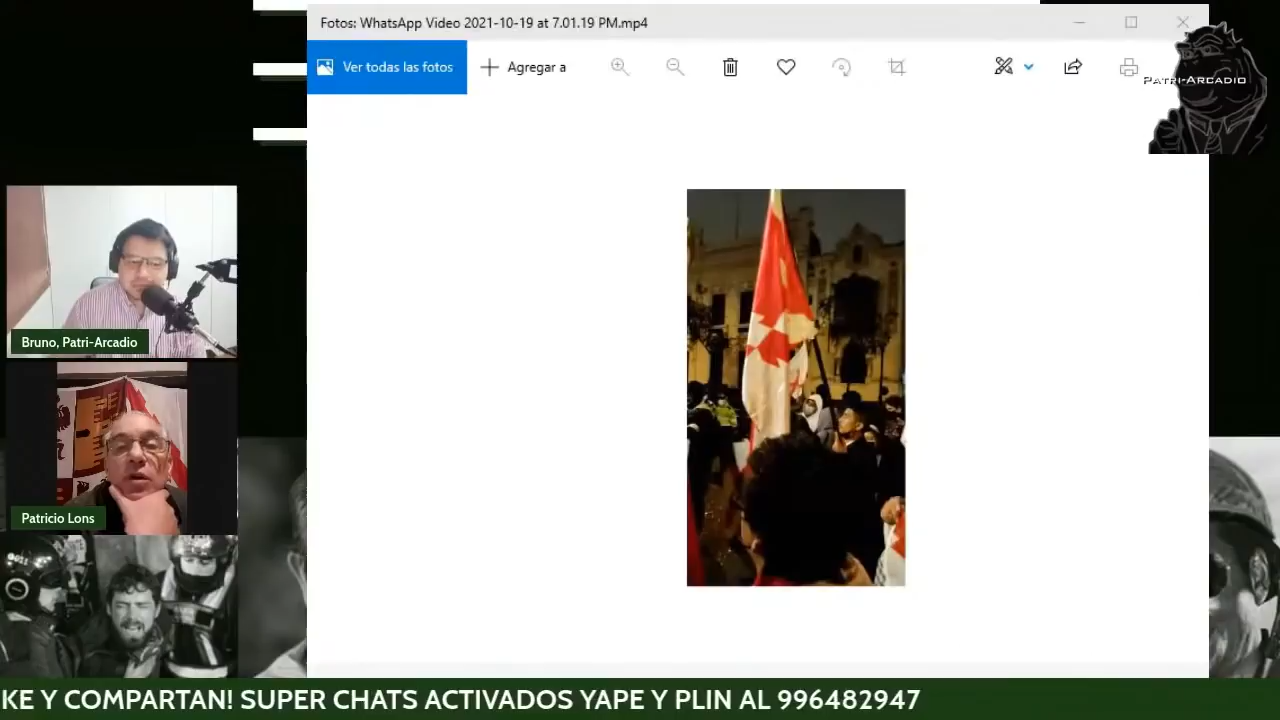 Fotos: WhatsApp Video 2021-10-19 at 7.01.19 PM.mp4
Ver todas las fotos
Agregar a
PATRI-ARCADIO
Bruno, Patri-Arcadio
Patricio Lons
KE Y COMPARTAN! SUPER CHATS ACTIVADOS YAPE Y PLIN AL 996482947